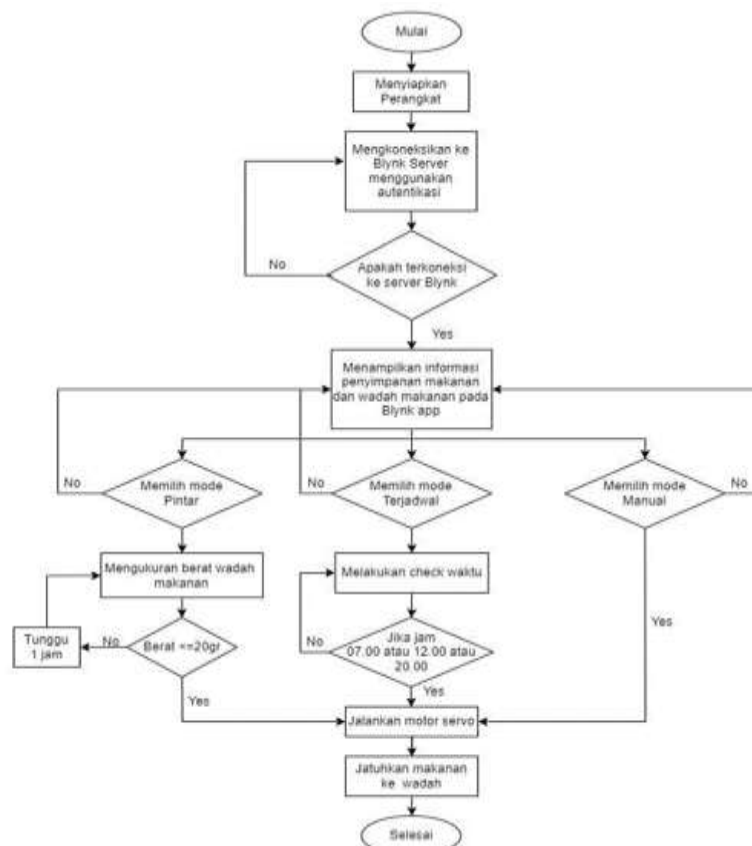 Mulai
Menyiapkan
Perangkat
Mengkoneksikan ke
Blynk Server
menggunakan
autentikasi
No
Apakah terkoneksi
ke server Blynk
Yes
Menampilkan informasi
penyimpanan makanan
dan wadah makanan pada
Blynk app
No
Memilih mode
Pintar
No
Memilih mode
Terjadwal
Memilih mode
Manual
No
Mengukuran berat wadah
makanan
Melakukan check waktu
Tunggu
1 jam
No
Berat <=20gr
No
Jika jam
07.00 atau 12.00 atau
20.00
Yes
Yes
Yes
Jalankan motor servo
Jatuhkan makanan
ke wadah
Selesai